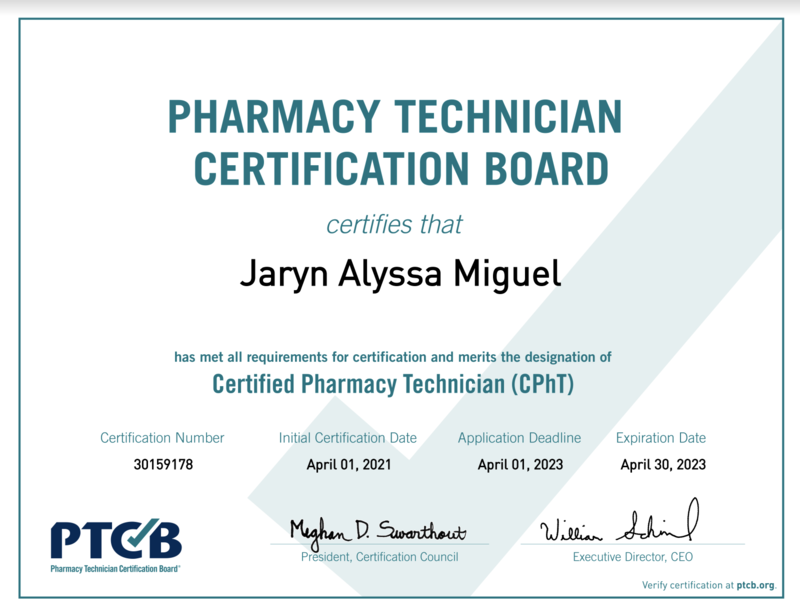 PHARMACY TECHNICIAN
CERTIFICATION BOARD
certifies that
Jaryn Alyssa Miguel
has met all requirements for certification and merits the designation of
Certified Pharmacy Technician (CPhT)
Certification Number
30159178
Initial Certification Date
April 01, 2021
Application Deadline
April 01, 2023
Expiration Date
April 30, 2023
PTCB
Pharmacy Technician Certification Board
Meghan D. Swarthout
President, Certification Council
William
Executive Director, CEO
Verify certification at ptcb.org.